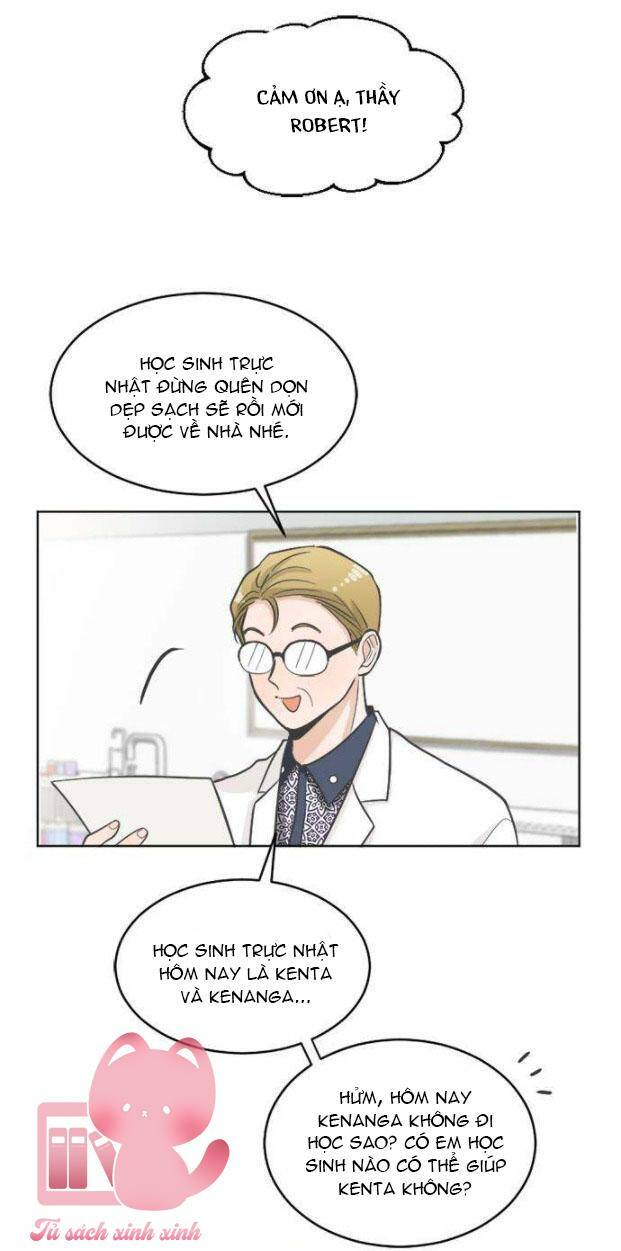 CẢM ƠN Ạ, THẦY
ROBERT!
HỌC SINH TRỰC
NHẬT ĐỪNG QUÊN DỌN
DẸP SẠCH SẼ RỒI MỚI
ĐƯỢC VỀ NHÀ NHÉ.
HỌC SINH TRỰC NHẬT
HÔM NAY LÀ KENTA
VÀ KENANGA...
HỬM, HÔM NAY
KENANGA KHÔNG ĐI
HỌC SAO? CÓ EM HỌC
SINH NÀO CÓ THỂ GIÚP
KENTA KHÔNG?
Tủ sách xinh xinh